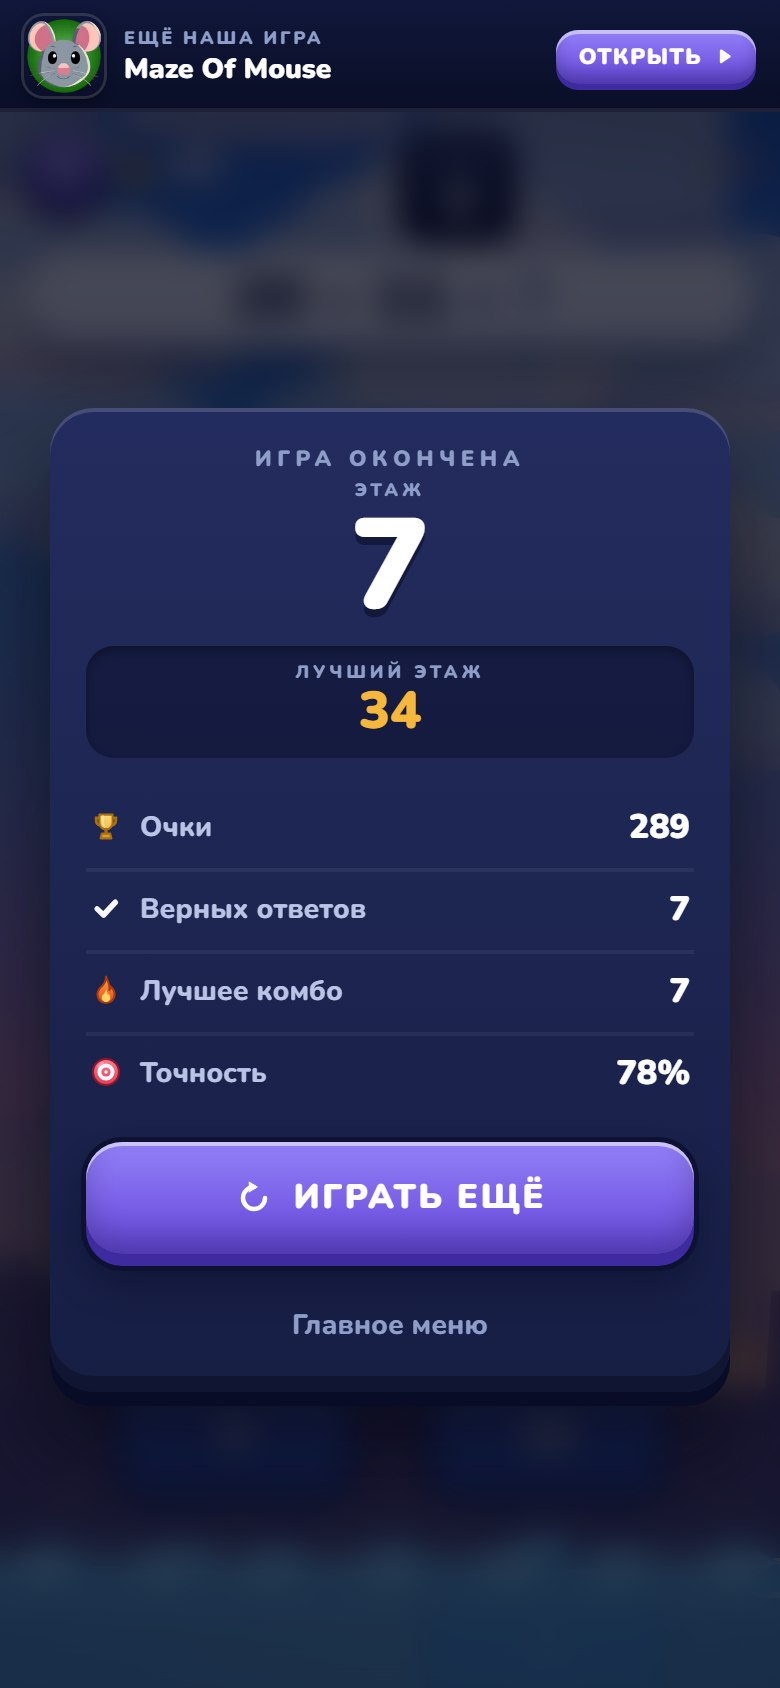 ЕЩЁ НАША ИГРА
Maze Of Mouse
ОТКРЫТЬ
ИГРА ОКОНЧЕНА
ЭТАЖ
7
ЛУЧШИЙ ЭТАЖ
34
Очки 289
Верных ответов 7
Лучшее комбо 7
Точность 78%
ИГРАТЬ ЕЩЁ
Главное меню